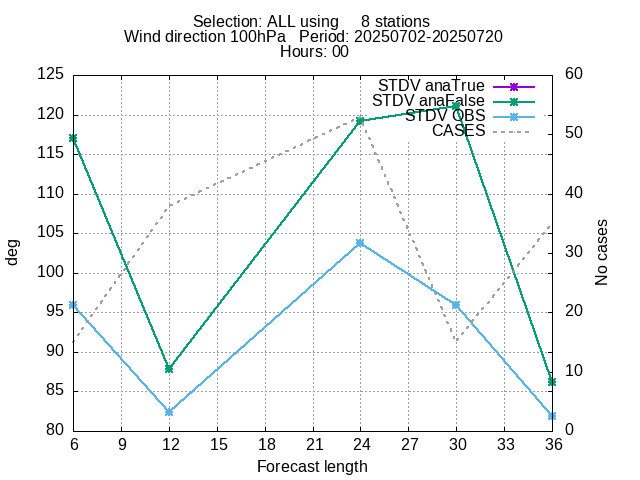 Selection: ALL using     8 stations
Wind direction 100hPa   Period: 20250702-20250720
Hours: 00
125
120
115
110
105
100
95
90
85
80
60
50
40
30
20
10
0
STDV anaTrue
STDV anaFalse
STDV OBS
CASES
deg
No cases
6 9 12 15 18 21 24 27 30 33 36
Forecast length